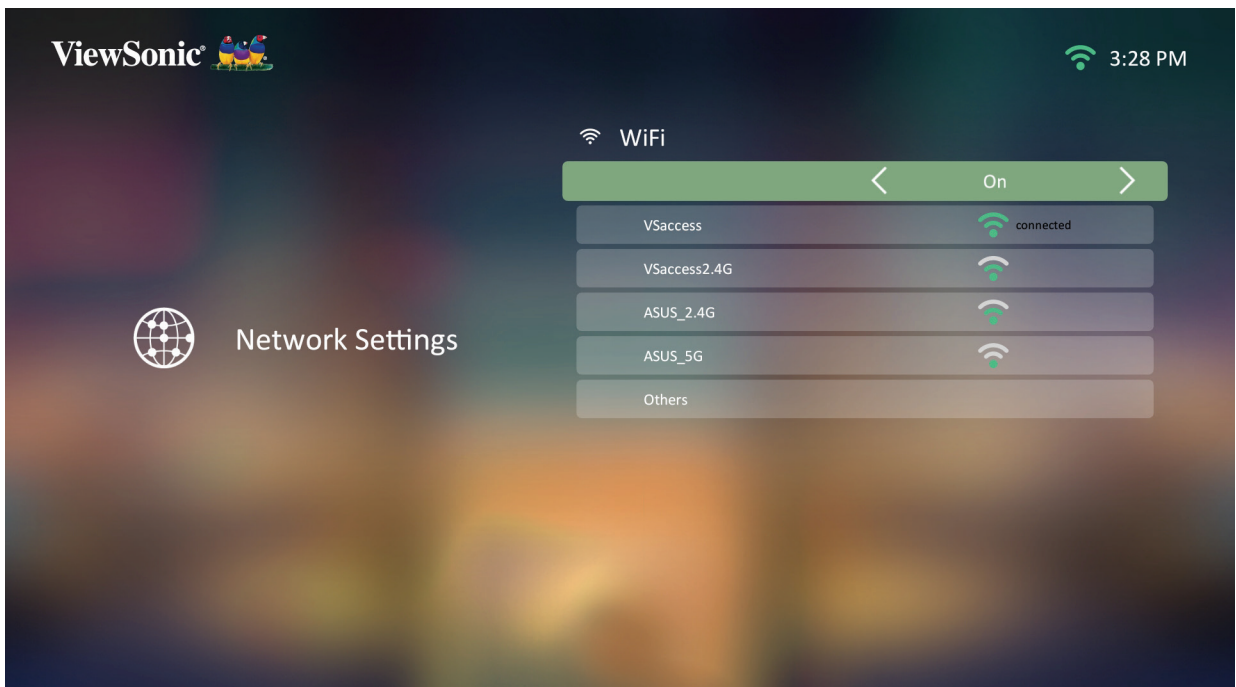 ViewSonic®
3:28 PM
WiFi
On
VSaccess
connected
VSaccess2.4G
ASUS_2.4G
Network Settings
ASUS_5G
Others